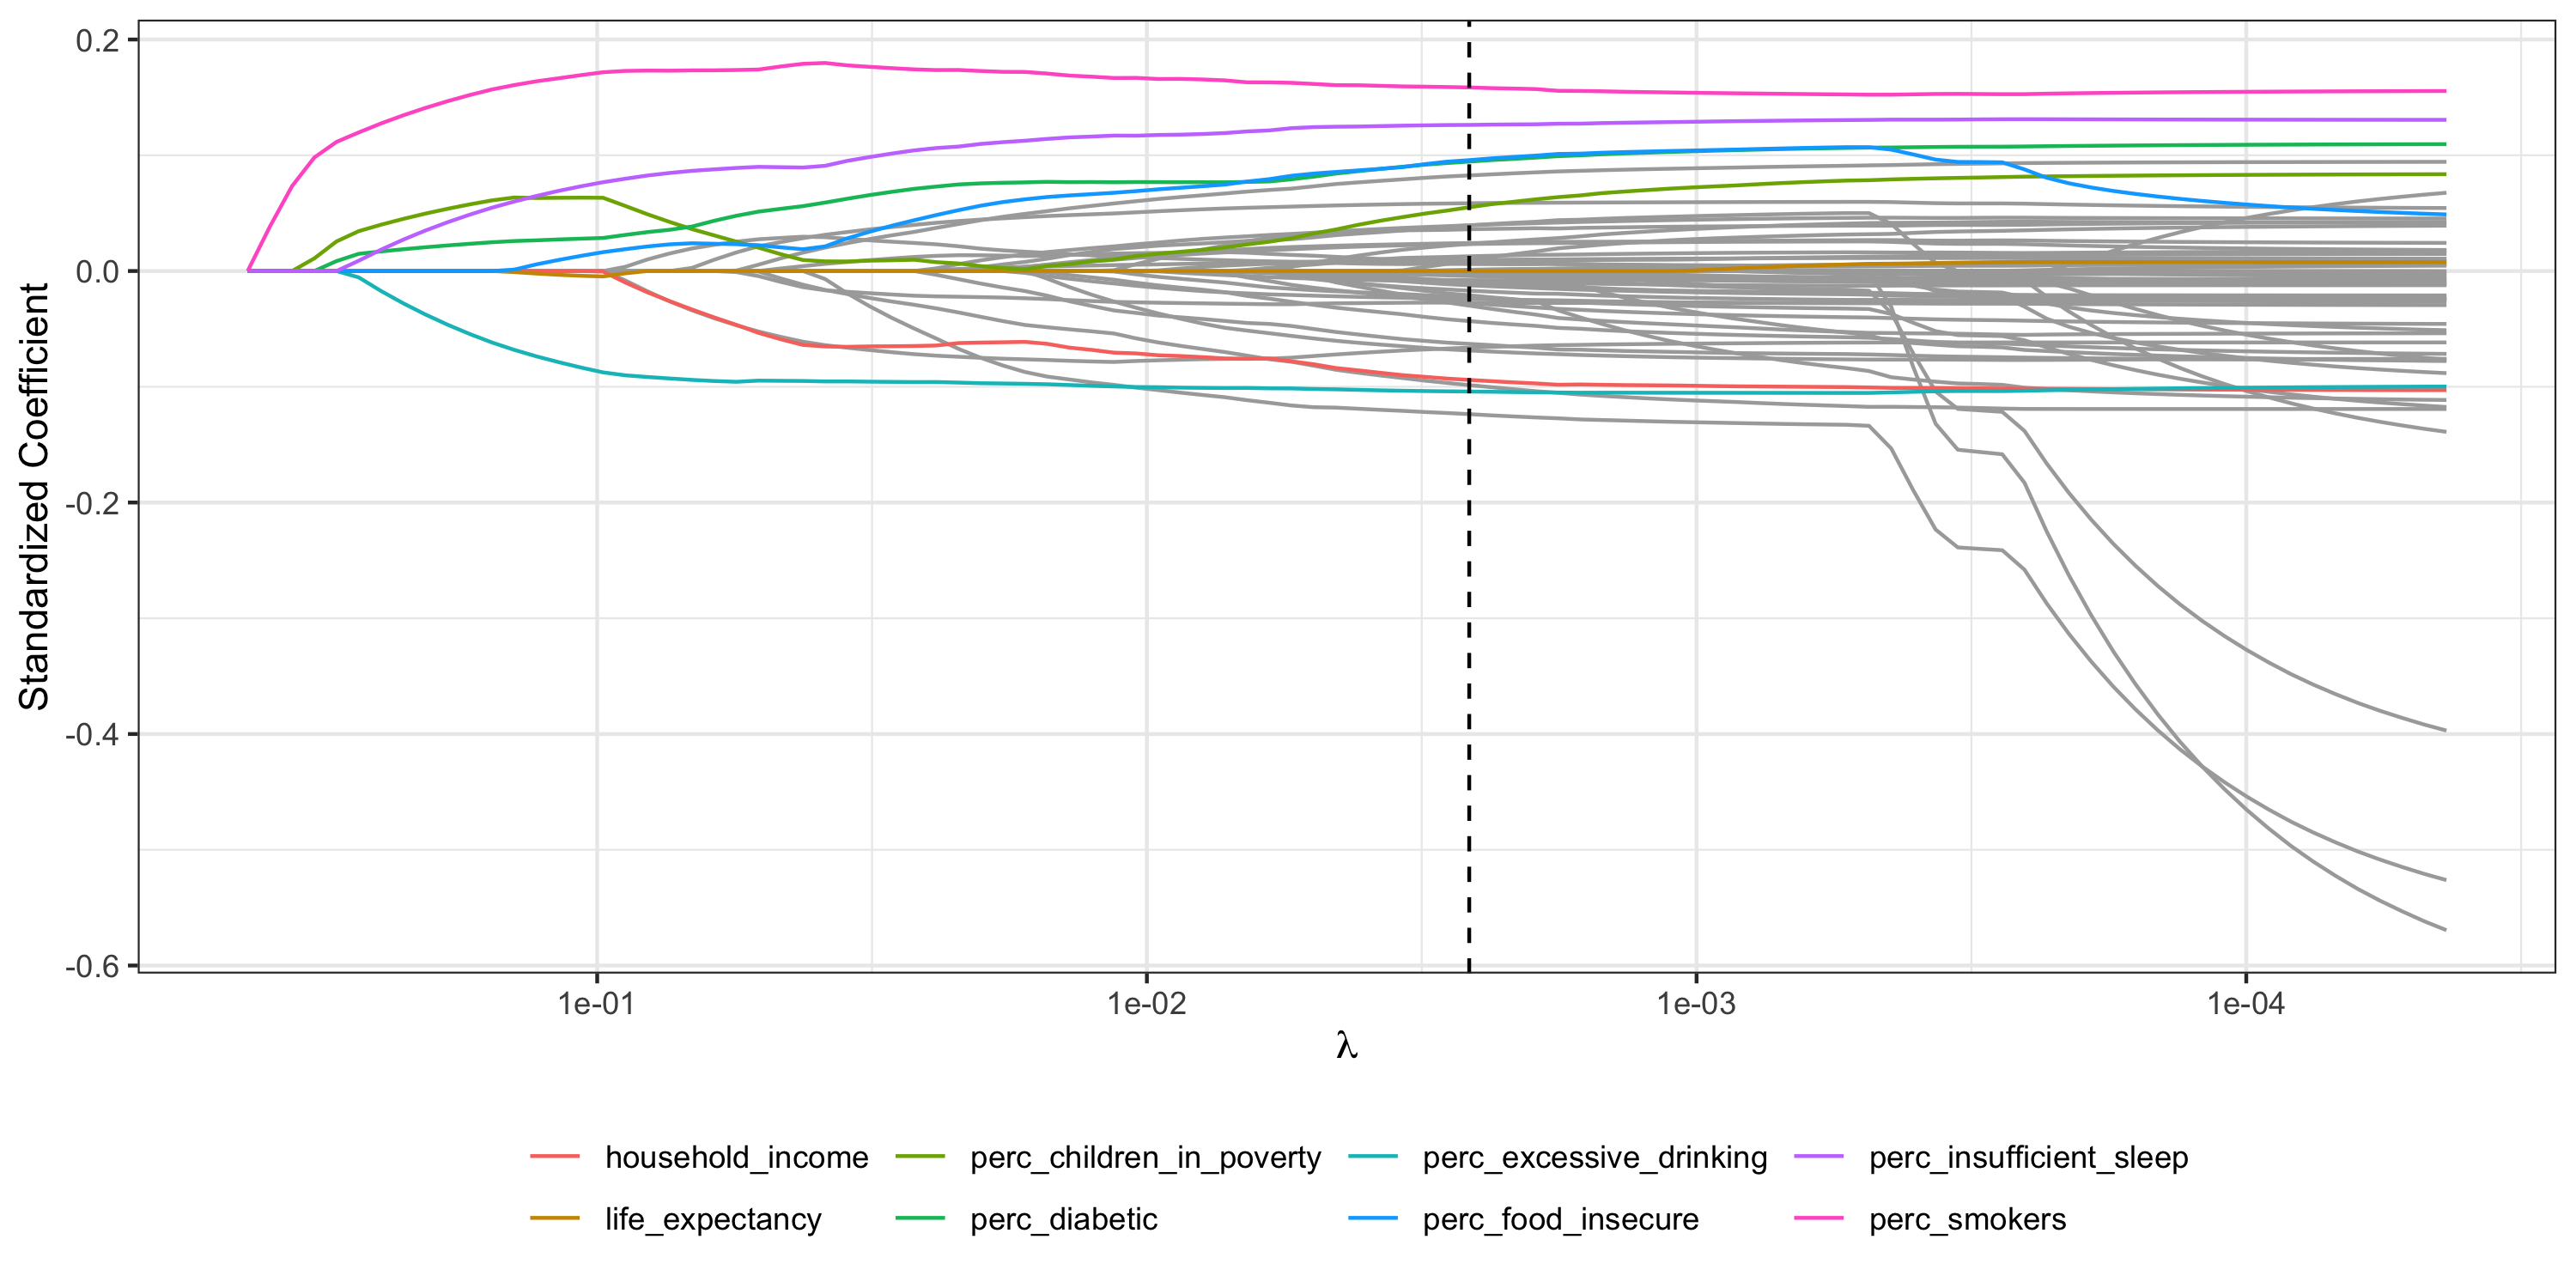 0.2
0.0
-0.2
-0.4
-0.6
Standardized Coefficient
1e-01 1e-02 1e-03 1e-04
λ
household_income perc_children_in_poverty perc_excessive_drinking perc_insufficient_sleep
life_expectancy perc_diabetic perc_food_insecure perc_smokers